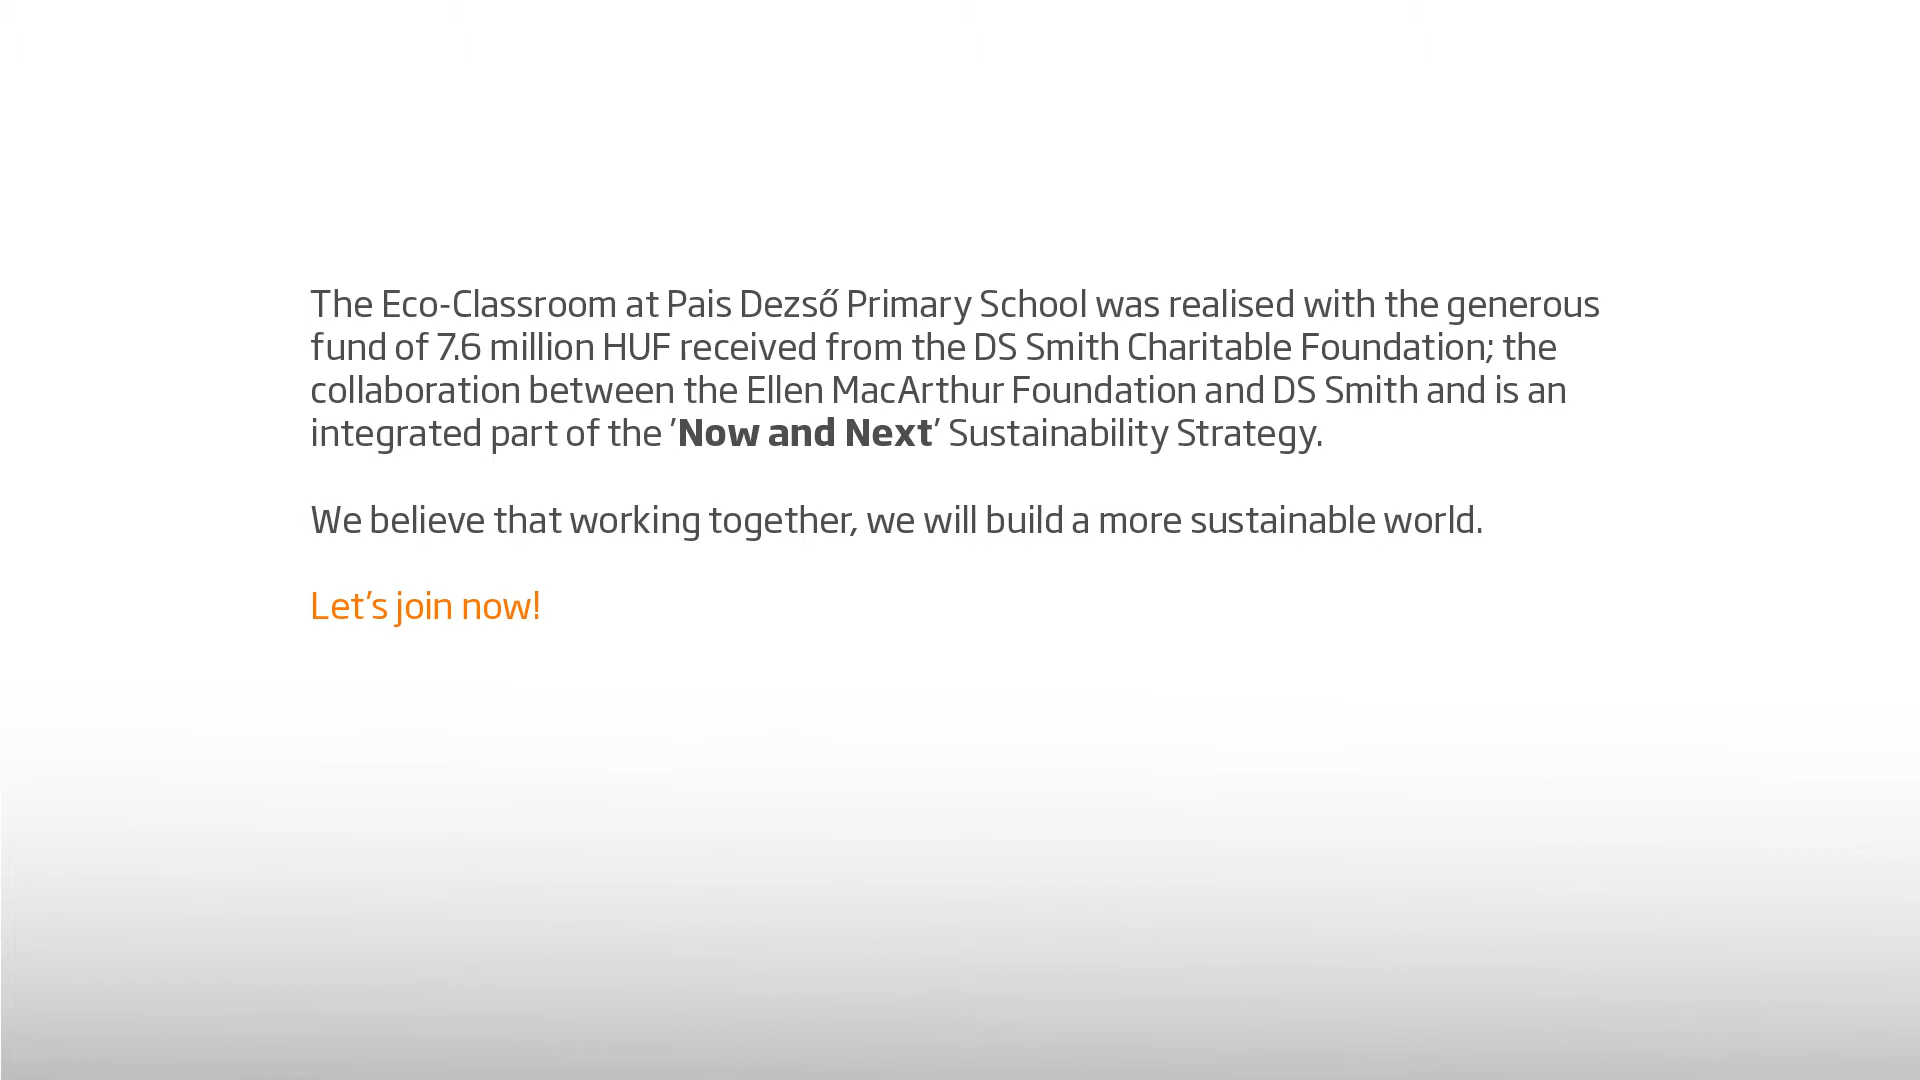 The Eco-Classroom at Pais Dezső Primary School was realised with the generous
fund of 7.6 million HUF received from the DS Smith Charitable Foundation; the
collaboration between the Ellen MacArthur Foundation and DS Smith and is an
integrated part of the ’Now and Next’ Sustainability Strategy.
We believe that working together, we will build a more sustainable world.
Let’s join now!